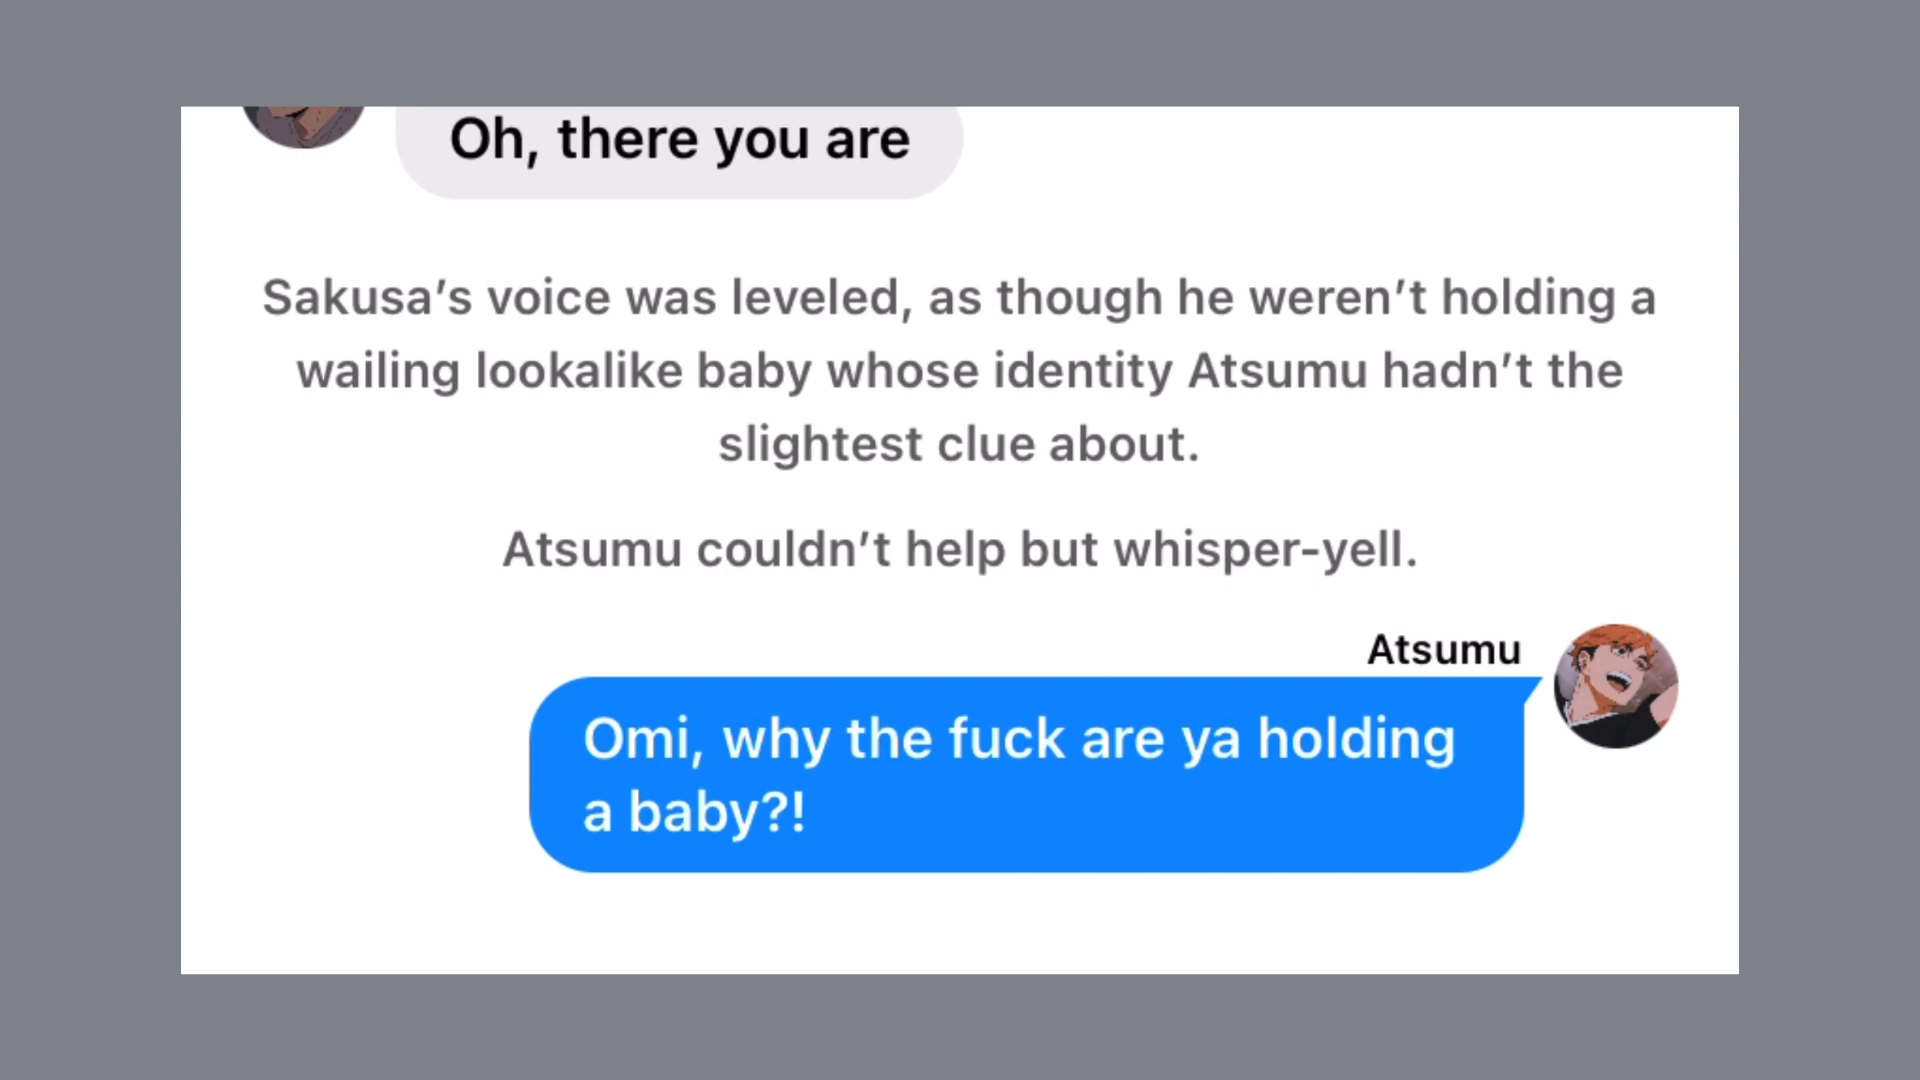 Oh, there you are
Sakusa’s voice was leveled, as though he weren’t holding a
wailing lookalike baby whose identity Atsumu hadn’t the
slightest clue about.
Atsumu couldn’t help but whisper-yell.
Atsumu
Omi, why the fuck are ya holding
a baby?!